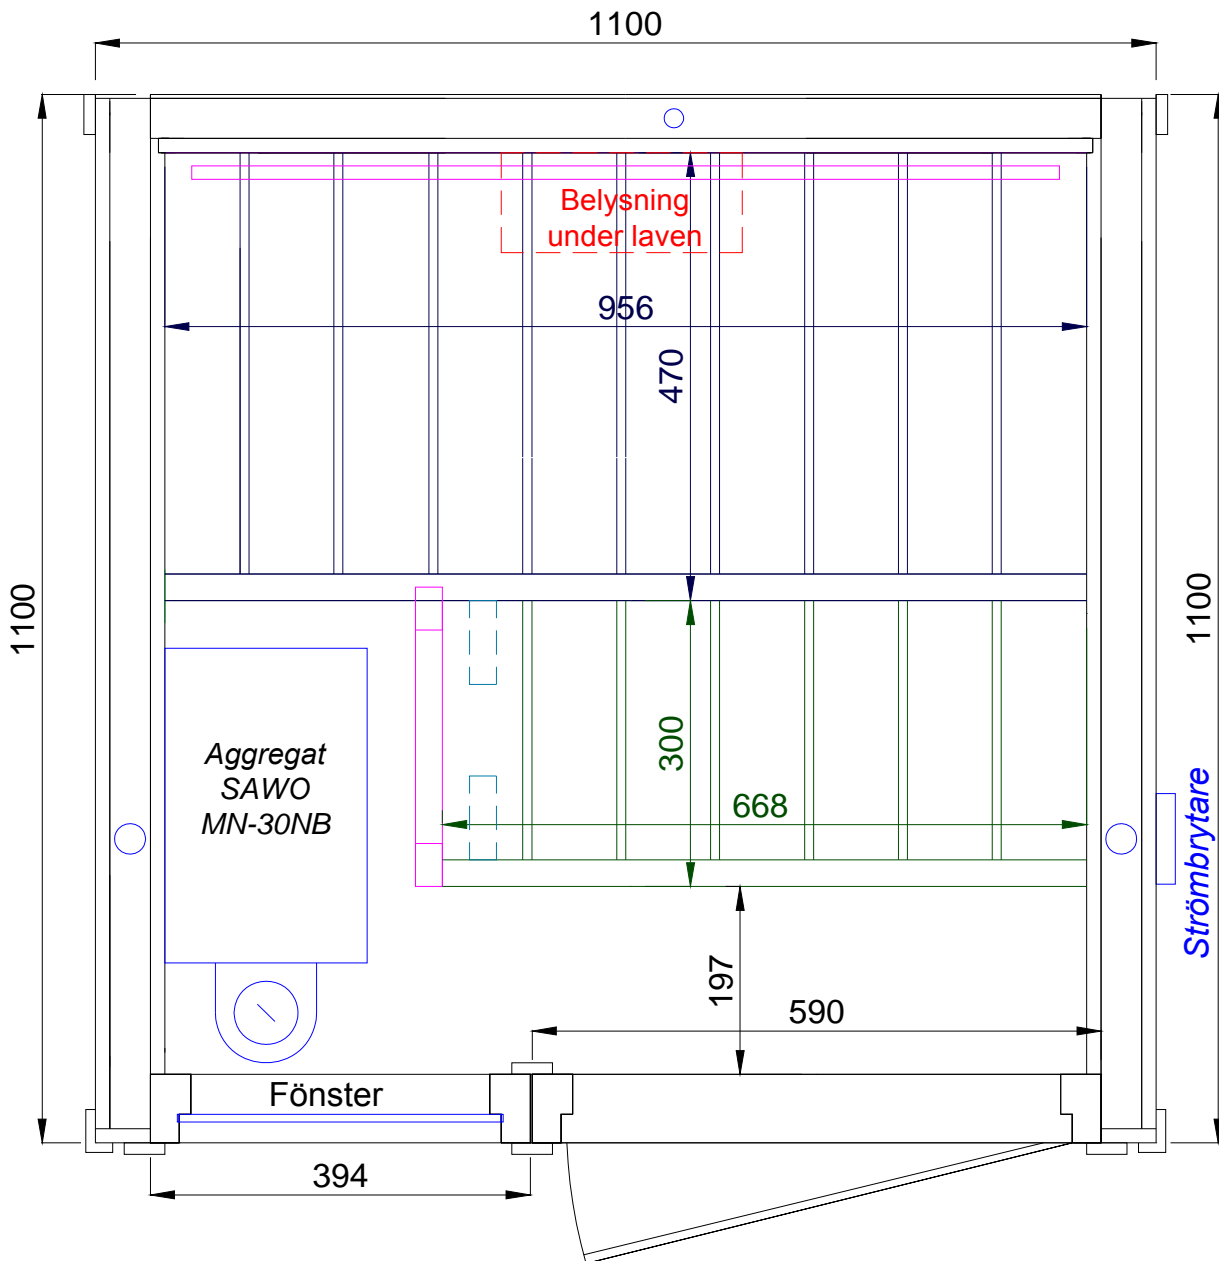 1100
Belysning
under laven
956
470
1100
1100
Aggregat
SAWO
MN-30NB
300
668
Strömbrytare
197
590
Fönster
394